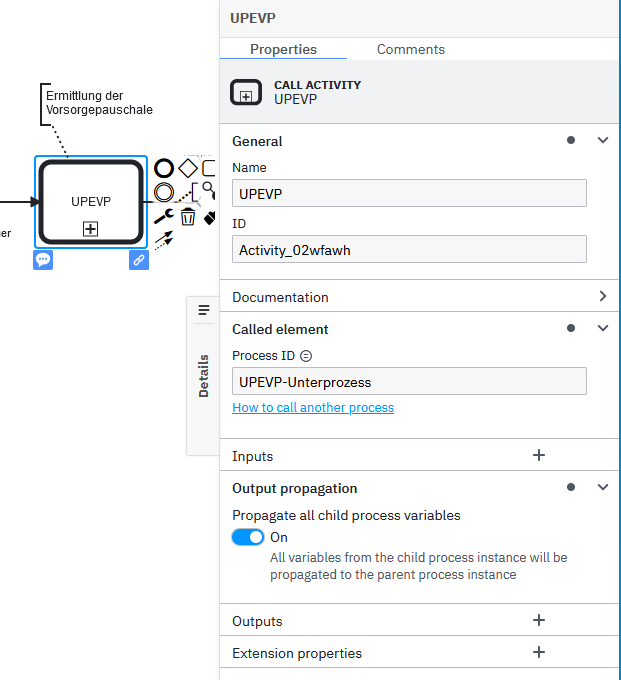 UPEVP
Properties
Comments
CALL ACTIVITY
UPEVP
General
Name
UPEVP
ID
Activity_02wfawh
Documentation
Called element
Process ID
UPEVP-Unterprozess
How to call another process
Inputs
Output propagation
Propagate all child process variables
On
All variables from the child process instance will be
propagated to the parent process instance
Outputs
Extension properties
Details
Ermittlung der
Vorsorgepauschale
UPEVP